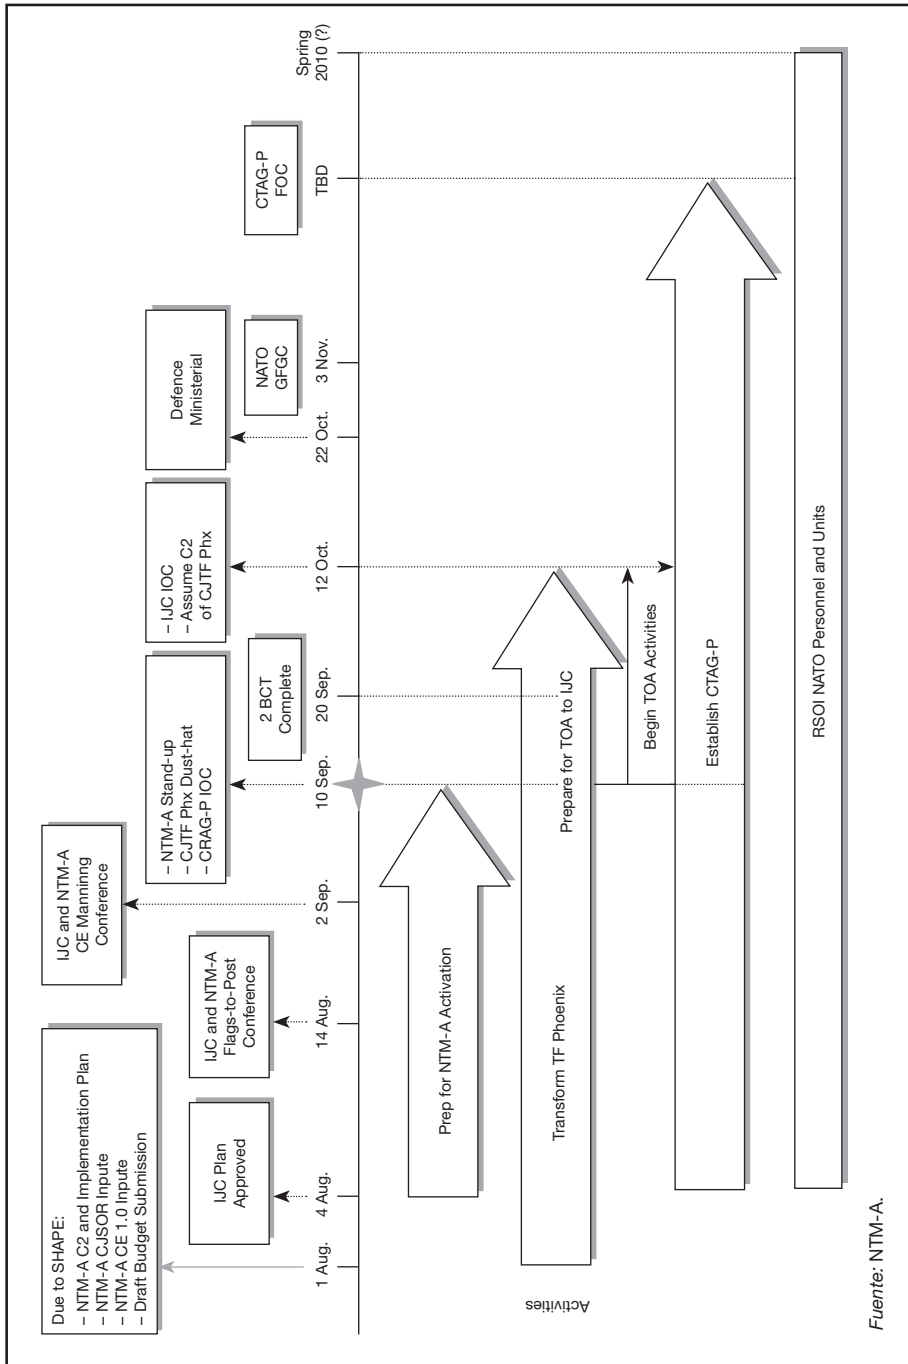 Due to SHAPE:
– NTM-A C2 and Implementation Plan
– NTM-A CJSOR Inpute
– NTM-A CE 1.0 Inpute
– Draft Budget Submission
IJC Plan
Approved
IJC and NTM-A
Flags-to-Post
Conference
IJC and NTM-A
CE Manninng
Conference
– NTM-A Stand-up
– CJTF Phx Dust-hat
– CRAG-P IOC
2 BCT
Complete
– IJC IOC
– Assume C2
of CJTF Phx
Defence
Ministerial
NATO
GFGC
CTAG-P
FOC
1 Aug.
4 Aug.
14 Aug.
2 Sep.
10 Sep.
20 Sep.
12 Oct.
22 Oct.
3 Nov.
TBD
Spring
2010 (?)
Activities
Prep for NTM-A Activation
Transform TF Phoenix
Prepare for TOA to IJC
Begin TOA Activities
Establish CTAG-P
RSOI NATO Personnel and Units
Fuente: NTM-A.